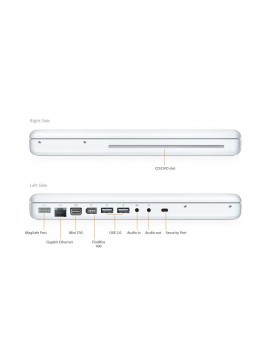 Right Side
CD/DVD slot
Left Side
MagSafe Port
Gigabit Ethernet
Mini DVI
FireWire
400
USB 2.0
Audio in
Audio out
Security Port